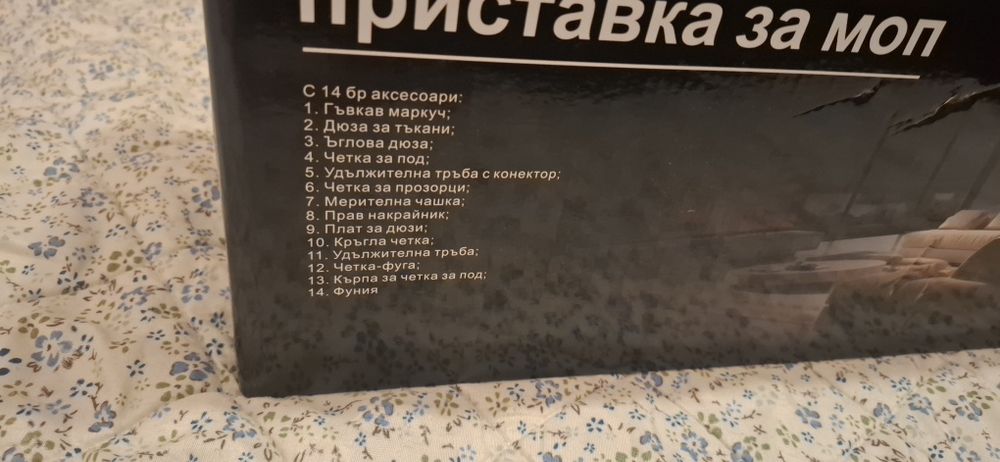 приставка за моп
С 14 бр аксесоари:
1. Гъвкав маркуч;
2. Дюза за тъкани;
3. Ъглова дюза;
4. Четка за под;
5. Удължителна тръба с конектор;
6. Четка за прозорци;
7. Мерителна чашка;
8. Прав накрайник;
9. Плат за дюзи;
10. Кръгла четка;
11. Удължителна тръба;
12. Четка-фуга;
13. Кърпа за четка за под;
14. Фуния